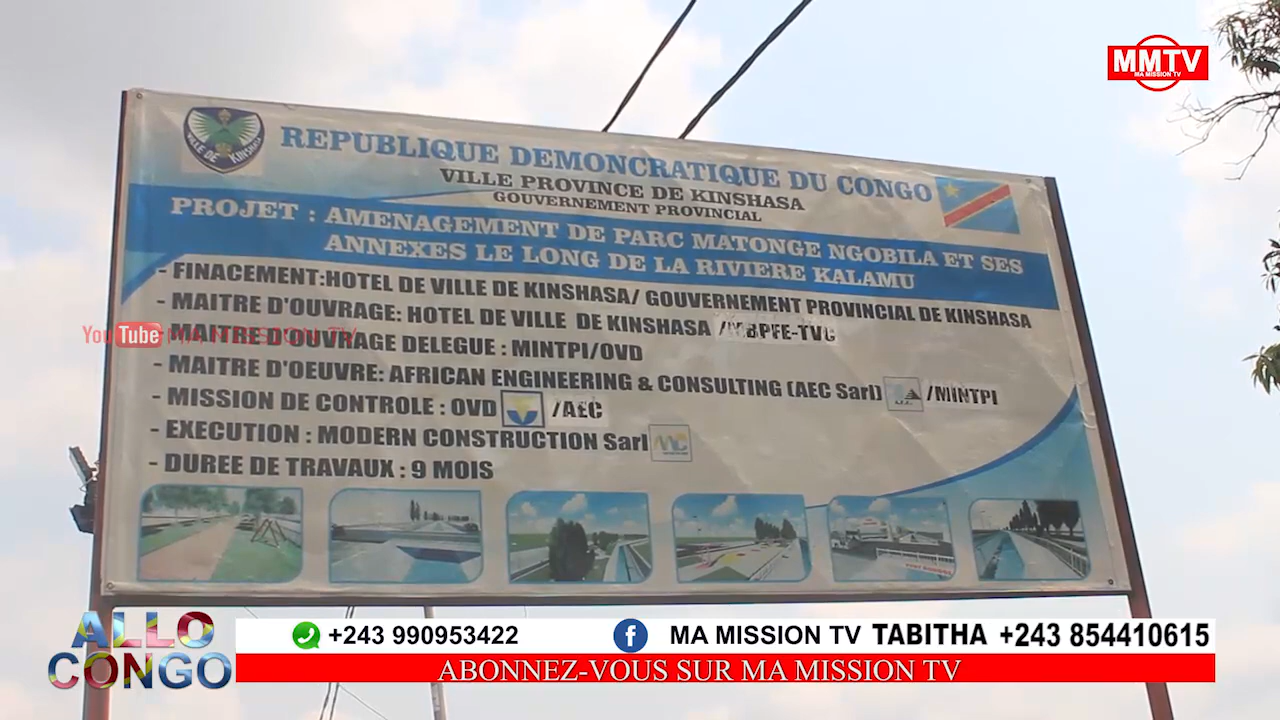 MMTV
MA MISSION TV
VILLE DE KINSHASA
REPUBLIQUE DEMONCRATIQUE DU CONGO
VILLE PROVINCE DE KINSHASA
GOUVERNEMENT PROVINCIAL
PROJET : AMENAGEMENT DE PARC MATONGE NGOBILA ET SES
ANNEXES LE LONG DE LA RIVIERE KALAMU
- FINACEMENT:HOTEL DE VILLE DE KINSHASA/ GOUVERNEMENT PROVINCIAL DE KINSHASA
- MAITRE D'OUVRAGE: HOTEL DE VILLE DE KINSHASA
YouTube MA MISSION TV
- MAITRE D'OUVRAGE DELEGUE : MINTPI/OVD
- MAITRE D'OEUVRE: AFRICAN ENGINEERING & CONSULTING (AEC Sarl) /MINTPI
- MISSION DE CONTROLE : OVD /AEC
- EXECUTION : MODERN CONSTRUCTION Sarl
- DUREE DE TRAVAUX : 9 MOIS
ALLO
CONGO
+243 990953422 MA MISSION TV TABITHA +243 854410615
ABONNEZ-VOUS SUR MA MISSION TV